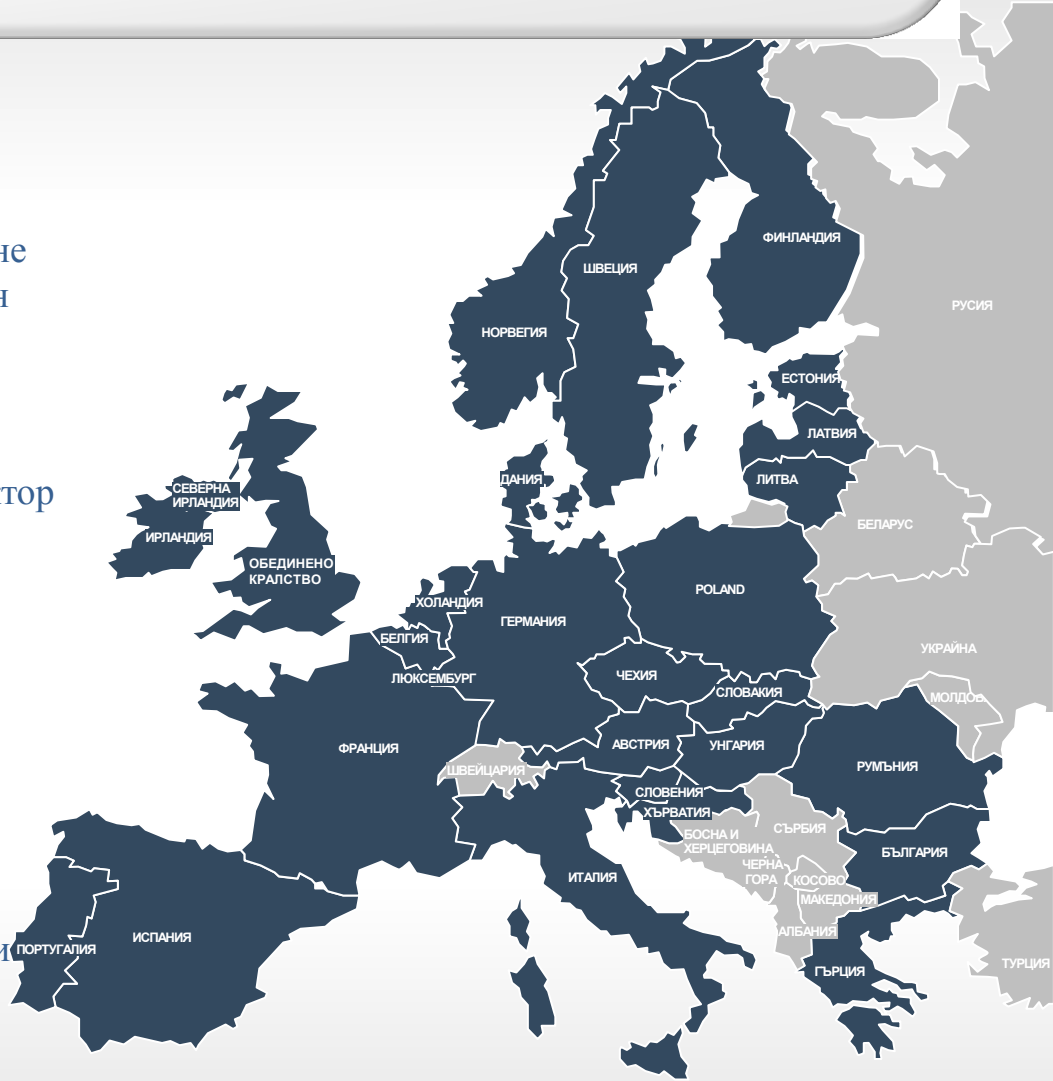 не
тор
и
ФИНЛАНДИЯ
ШВЕЦИЯ
РУСИЯ
НОРВЕГИЯ
ЕСТОНИЯ
ЛАТВИЯ
ДАНИЯ
ЛИТВА
СЕВЕРНА
ИРЛАНДИЯ
БЕЛАРУС
ИРЛАНДИЯ
ОБЕДИНЕНО
КРАЛСТВО
POLAND
ХОЛАНДИЯ
ГЕРМАНИЯ
БЕЛГИЯ
УКРАЙНА
ЧЕХИЯ
ЛЮКСЕМБУРГ
СЛОВАКИЯ
МОЛДОВ
ФРАНЦИЯ
АВСТРИЯ
УНГАРИЯ
РУМЪНИЯ
ШВЕЙЦАРИЯ
СЛОВЕНИЯ
ХЪРВАТИЯ
СЪРБИЯ
БОСНА И
ХЕРЦЕГОВИНА
БЪЛГАРИЯ
ЧЕРНА
ГОРА
КОСОВО
ИТАЛИЯ
МАКЕДОНИЯ
АЛБАНИЯ
ИСПАНИЯ
ПОРТУГАЛИЯ
ГЪРЦИЯ
ТУРЦИЯ